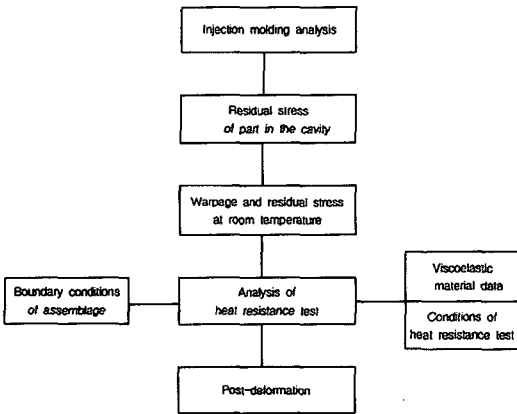 Injection molding analysis
Residual stress
of part in the cavity
Warpage and residual stress
at room temperature
Boundary conditions
of assemblage
Analysis of
heat resistance test
Viscoelastic
material data
Conditions of
heat resistance test
Post-deformation